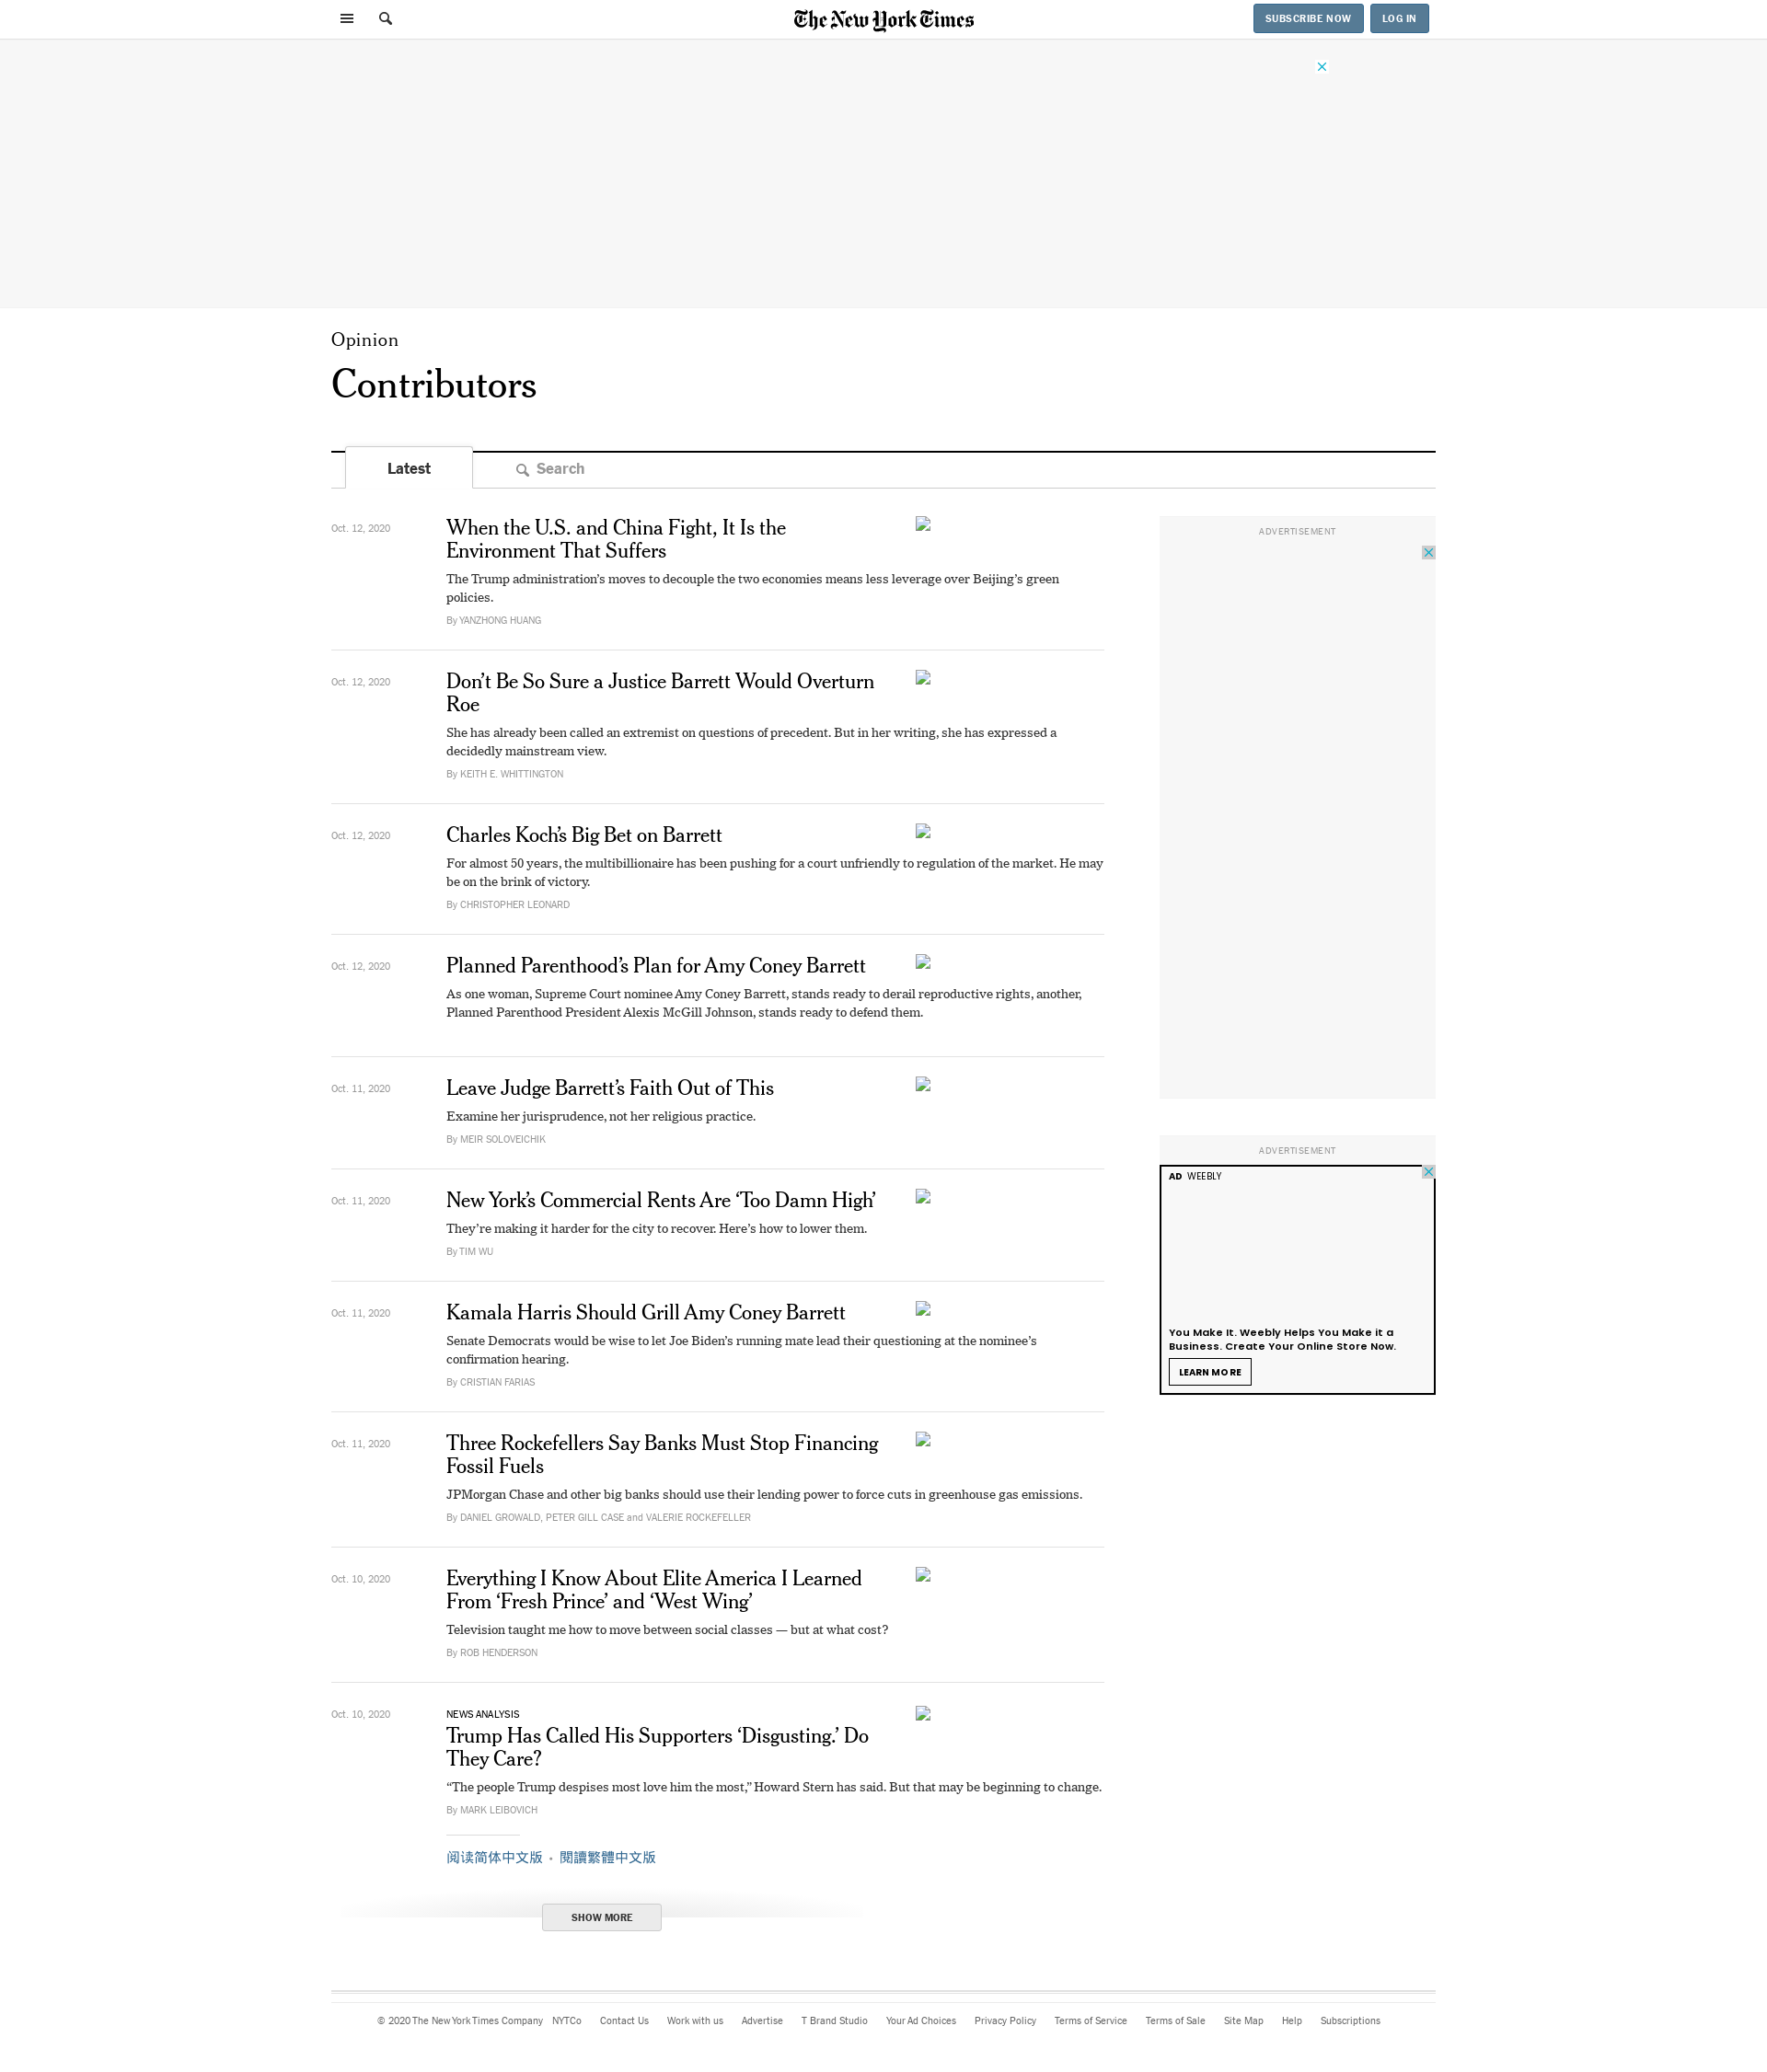 The New York Times
SUBSCRIBE NOW
LOG IN
Opinion
Contributors
Latest
Search
Oct. 12, 2020
When the U.S. and China Fight, It Is the
Environment That Suffers
The Trump administration’s moves to decouple the two economies means less leverage over Beijing’s green
policies.
By YANZHONG HUANG
Oct. 12, 2020
Don’t Be So Sure a Justice Barrett Would Overturn
Roe
She has already been called an extremist on questions of precedent. But in her writing, she has expressed a
decidedly mainstream view.
By KEITH E. WHITTINGTON
Oct. 12, 2020
Charles Koch’s Big Bet on Barrett
For almost 50 years, the multibillionaire has been pushing for a court unfriendly to regulation of the market. He may
be on the brink of victory.
By CHRISTOPHER LEONARD
Oct. 12, 2020
Planned Parenthood’s Plan for Amy Coney Barrett
As one woman, Supreme Court nominee Amy Coney Barrett, stands ready to derail reproductive rights, another,
Planned Parenthood President Alexis McGill Johnson, stands ready to defend them.
Oct. 11, 2020
Leave Judge Barrett’s Faith Out of This
Examine her jurisprudence, not her religious practice.
By MEIR SOLOVEICHIK
Oct. 11, 2020
New York’s Commercial Rents Are ‘Too Damn High’
They’re making it harder for the city to recover. Here’s how to lower them.
By TIM WU
Oct. 11, 2020
Kamala Harris Should Grill Amy Coney Barrett
Senate Democrats would be wise to let Joe Biden’s running mate lead their questioning at the nominee’s
confirmation hearing.
By CRISTIAN FARIAS
Oct. 11, 2020
Three Rockefellers Say Banks Must Stop Financing
Fossil Fuels
JPMorgan Chase and other big banks should use their lending power to force cuts in greenhouse gas emissions.
By DANIEL GROWALD, PETER GILL CASE and VALERIE ROCKEFELLER
Oct. 10, 2020
Everything I Know About Elite America I Learned
From ‘Fresh Prince’ and ‘West Wing’
Television taught me how to move between social classes — but at what cost?
By ROB HENDERSON
Oct. 10, 2020
NEWS ANALYSIS
Trump Has Called His Supporters ‘Disgusting.’ Do
They Care?
“The people Trump despises most love him the most,” Howard Stern has said. But that may be beginning to change.
By MARK LEIBOVICH
阅读简体中文版 • 閱讀繁體中文版
SHOW MORE
ADVERTISEMENT
ADVERTISEMENT
AD WEEBLY
You Make It. Weebly Helps You Make it a
Business. Create Your Online Store Now.
LEARN MORE
© 2020 The New York Times Company NYTCo Contact Us Work with us Advertise T Brand Studio Your Ad Choices Privacy Policy Terms of Service Terms of Sale Site Map Help Subscriptions